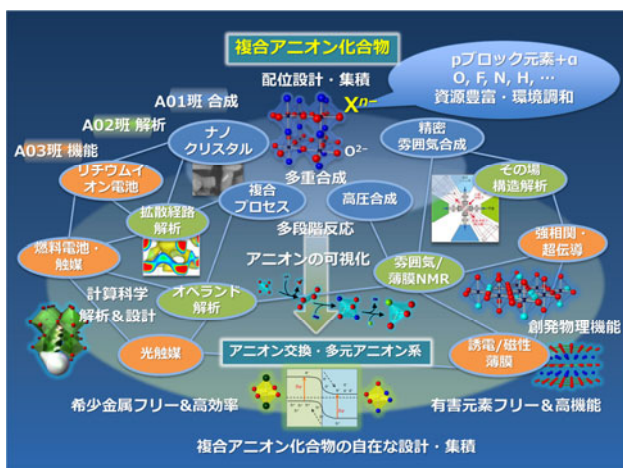 複合アニオン化合物
pブロック元素+α
O, F, N, H, …
資源豊富・環境調和
配位設計・集積
Xⁿ⁻
O²⁻
A01班 合成
A02班 解析
A03班 機能
ナノ
クリスタル
精密
雰囲気合成
リチウムイ
オン電池
多重合成
その場
構造解析
複合
プロセス
高圧合成
拡散経路
解析
多段階反応
燃料電池・
触媒
アニオンの可視化
雰囲気/
薄膜NMR
強相関・
超伝導
計算科学
解析&設計
オペランド
解析
創発物理機能
光触媒
アニオン交換・多元アニオン系
誘電/磁性
薄膜
希少金属フリー&高効率
有害元素フリー&高機能
複合アニオン化合物の自在な設計・集積